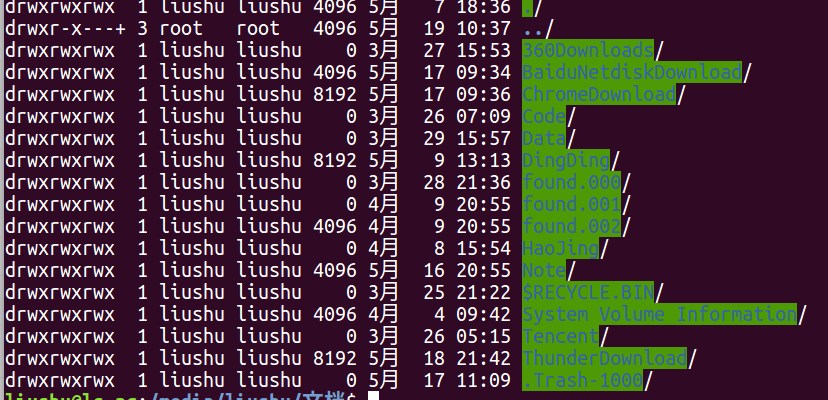 drwxrwxrwx 1 liushu liushu 4096 5月 7 18:36 ./
drwxr-x---+ 3 root root 4096 5月 19 10:37 ../
drwxrwxrwx 1 liushu liushu 0 3月 27 15:53 360Downloads/
drwxrwxrwx 1 liushu liushu 4096 5月 17 09:34 BaiduNetdiskDownload/
drwxrwxrwx 1 liushu liushu 8192 5月 17 09:36 ChromeDownload/
drwxrwxrwx 1 liushu liushu 0 3月 26 07:09 Code/
drwxrwxrwx 1 liushu liushu 0 3月 29 15:57 Data/
drwxrwxrwx 1 liushu liushu 8192 5月 9 13:13 DingDing/
drwxrwxrwx 1 liushu liushu 0 3月 28 21:36 found.000/
drwxrwxrwx 1 liushu liushu 0 4月 9 20:55 found.001/
drwxrwxrwx 1 liushu liushu 4096 4月 9 20:55 found.002/
drwxrwxrwx 1 liushu liushu 0 4月 8 15:54 HaoJing/
drwxrwxrwx 1 liushu liushu 4096 5月 16 20:55 Note/
drwxrwxrwx 1 liushu liushu 0 3月 25 21:22 $RECYCLE.BIN/
drwxrwxrwx 1 liushu liushu 4096 4月 4 09:42 System Volume Information/
drwxrwxrwx 1 liushu liushu 0 3月 26 05:15 Tencent/
drwxrwxrwx 1 liushu liushu 8192 5月 18 21:42 ThunderDownload/
drwxrwxrwx 1 liushu liushu 0 5月 17 11:09 .Trash-1000/
liushu@ls-ac:/media/liushu/文档$